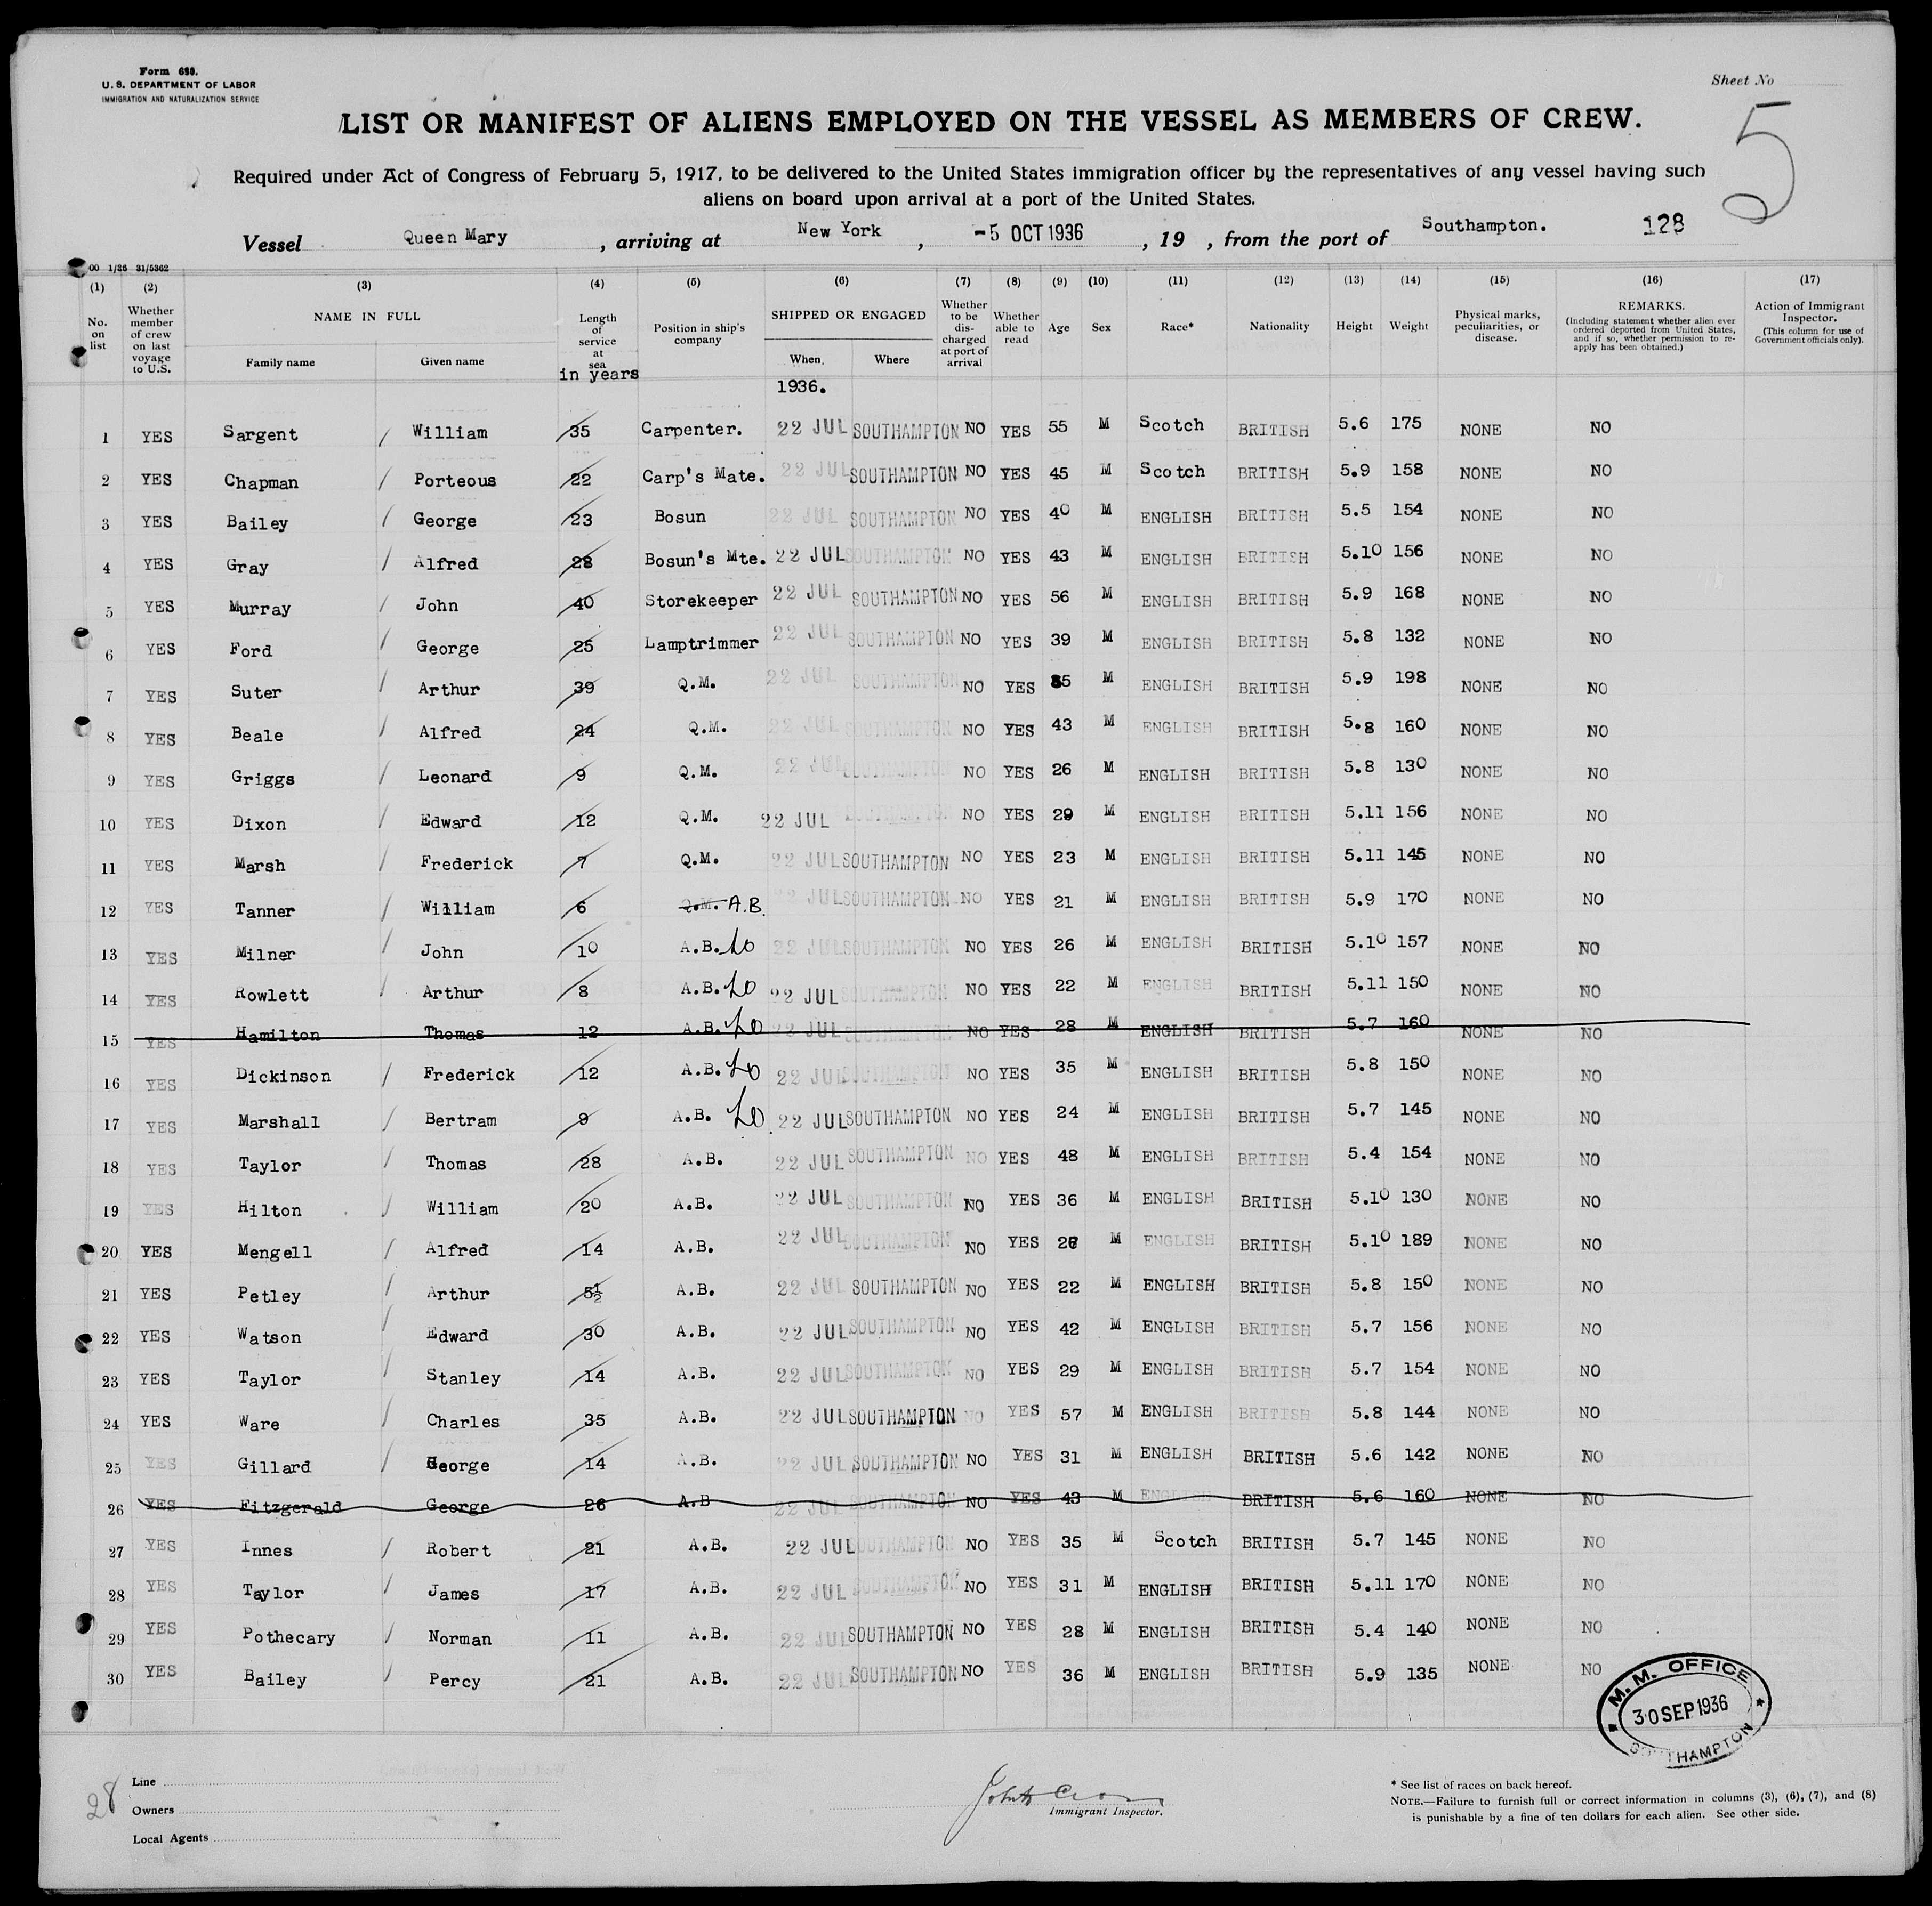 Form 680.
U. S. DEPARTMENT OF LABOR
IMMIGRATION AND NATURALIZATION SERVICE
Sheet No
5
LIST OR MANIFEST OF ALIENS EMPLOYED ON THE VESSEL AS MEMBERS OF CREW.
Required under Act of Congress of February 5, 1917, to be delivered to the United States immigration officer by the representatives of any vessel having such
aliens on board upon arrival at a port of the United States.
Vessel Queen Mary, arriving at New York, -5 OCT 1936, 19 , from the port of Southampton. 128
00 1/36 31/5362
(1) (2) (3) (4) (5) (6) (7) (8) (9) (10) (11) (12) (13) (14) (15) (16) (17)
No. on list
Whether member of crew on last voyage to U.S.
NAME IN FULL
Family name Given name
Length of service at sea
in years
Position in ship's company
SHIPPED OR ENGAGED
When, Where
1936.
Whether to be discharged at port of arrival
Whether able to read
Age
Sex
Race*
Nationality
Height
Weight
Physical marks, peculiarities, or disease.
REMARKS.
(Including statement whether alien ever ordered deported from United States, and if so, whether permission to re-apply has been obtained.)
Action of Immigrant Inspector.
(This column for use of Government officials only).
1 YES Sargent / William 35 Carpenter. 22 JUL SOUTHAMPTON NO YES 55 M Scotch BRITISH 5.6 175 NONE NO
2 YES Chapman / Porteous 22 Carp's Mate. 22 JUL SOUTHAMPTON NO YES 45 M Scotch BRITISH 5.9 158 NONE NO
3 YES Bailey / George 23 Bosun 22 JUL SOUTHAMPTON NO YES 40 M ENGLISH BRITISH 5.5 154 NONE NO
4 YES Gray / Alfred 28 Bosun's Mte. 22 JUL SOUTHAMPTON NO YES 43 M ENGLISH BRITISH 5.10 156 NONE NO
5 YES Murray / John 40 Storekeeper 22 JUL SOUTHAMPTON NO YES 56 M ENGLISH BRITISH 5.9 168 NONE NO
6 YES Ford / George 25 Lamptrimmer 22 JUL SOUTHAMPTON NO YES 39 M ENGLISH BRITISH 5.8 132 NONE NO
7 YES Suter / Arthur 39 Q.M. 22 JUL SOUTHAMPTON NO YES M ENGLISH BRITISH 5.9 198 NONE NO
8 YES Beale / Alfred 24 Q.M. 22 JUL SOUTHAMPTON NO YES 43 M ENGLISH BRITISH 5.8 160 NONE NO
9 YES Griggs / Leonard 9 Q.M. 22 JUL SOUTHAMPTON NO YES 26 M ENGLISH BRITISH 5.8 130 NONE NO
10 YES Dixon / Edward 12 Q.M. 22 JUL SOUTHAMPTON NO YES 29 M ENGLISH BRITISH 5.11 156 NONE NO
11 YES Marsh / Frederick 7 Q.M. 22 JUL SOUTHAMPTON NO YES 23 M ENGLISH BRITISH 5.11 145 NONE NO
12 YES Tanner / William 6 Q.M. A.B. 22 JUL SOUTHAMPTON NO YES 21 M ENGLISH BRITISH 5.9 170 NONE NO
13 YES Milner / John 10 A.B. LO 22 JUL SOUTHAMPTON NO YES 26 M ENGLISH BRITISH 5.10 157 NONE NO
14 YES Rowlett / Arthur 8 A.B. LO 22 JUL SOUTHAMPTON NO YES 22 M ENGLISH BRITISH 5.11 150 NONE NO
15 YES Hamilton Thomas 12 A.B. LO 22 JUL SOUTHAMPTON NO YES 28 M ENGLISH BRITISH 5.7 160 NONE NO
16 YES Dickinson / Frederick 12 A.B. LO 22 JUL SOUTHAMPTON NO YES 35 M ENGLISH BRITISH 5.8 150 NONE NO
17 YES Marshall / Bertram 9 A.B. LO 22 JUL SOUTHAMPTON NO YES 24 M ENGLISH BRITISH 5.7 145 NONE NO
18 YES Taylor / Thomas 28 A.B. 22 JUL SOUTHAMPTON NO YES 48 M ENGLISH BRITISH 5.4 154 NONE NO
19 YES Hilton / William 20 A.B. 22 JUL SOUTHAMPTON NO YES 36 M ENGLISH BRITISH 5.10 130 NONE NO
20 YES Mengell / Alfred 14 A.B. 22 JUL SOUTHAMPTON NO YES M ENGLISH BRITISH 5.10 189 NONE NO
21 YES Petley / Arthur 5½ A.B. 22 JUL SOUTHAMPTON NO YES 22 M ENGLISH BRITISH 5.8 150 NONE NO
22 YES Watson / Edward 30 A.B. 22 JUL SOUTHAMPTON NO YES 42 M ENGLISH BRITISH 5.7 156 NONE NO
23 YES Taylor / Stanley 14 A.B. 22 JUL SOUTHAMPTON NO YES 29 M ENGLISH BRITISH 5.7 154 NONE NO
24 YES Ware / Charles 35 A.B. 22 JUL SOUTHAMPTON NO YES 57 M ENGLISH BRITISH 5.8 144 NONE NO
25 YES Gillard / George 14 A.B. 22 JUL SOUTHAMPTON NO YES 31 M ENGLISH BRITISH 5.6 142 NONE NO
26 YES Fitzgerald George 26 A.B 22 JUL SOUTHAMPTON NO YES 43 M ENGLISH BRITISH 5.6 160 NONE NO
27 YES Innes / Robert 21 A.B. 22 JUL SOUTHAMPTON NO YES 35 M Scotch BRITISH 5.7 145 NONE NO
28 YES Taylor / James 17 A.B. 22 JUL SOUTHAMPTON NO YES 31 M ENGLISH BRITISH 5.11 170 NONE NO
29 YES Pothecary / Norman 11 A.B. 22 JUL SOUTHAMPTON NO YES 28 M ENGLISH BRITISH 5.4 140 NONE NO
30 YES Bailey / Percy 21 A.B. 22 JUL SOUTHAMPTON NO YES 36 M ENGLISH BRITISH 5.9 135 NONE NO
M. M. OFFICE
30 SEP 1936
SOUTHAMPTON
28
Line
Owners
Local Agents
Immigrant Inspector.
* See list of races on back hereof.
NOTE.—Failure to furnish full or correct information in columns (3), (6), (7), and (8)
is punishable by a fine of ten dollars for each alien. See other side.